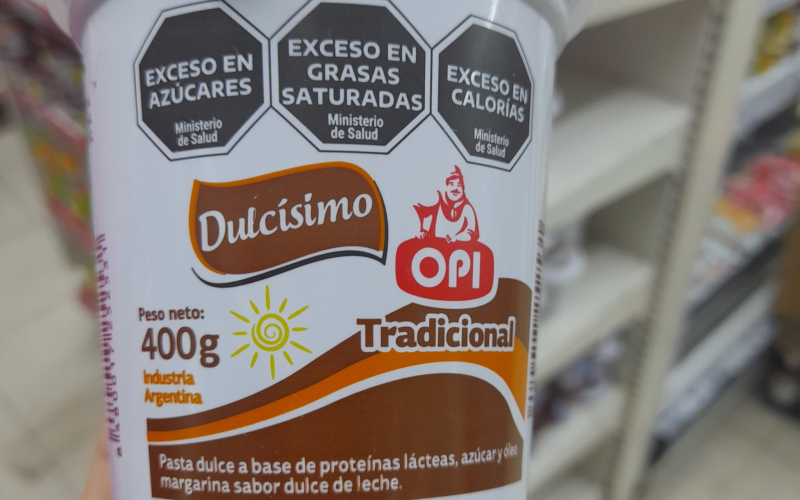 EXCESO EN
AZÚCARES
Ministerio
de Salud
EXCESO EN
GRASAS
SATURADAS
Ministerio
de Salud
EXCESO EN
CALORÍAS
Ministerio
de Salud
Dulcísimo
OPI
Tradicional
Peso neto:
400g
Industria
Argentina
Pasta dulce a base de proteínas lácteas, azúcar y óleo
margarina sabor dulce de leche.